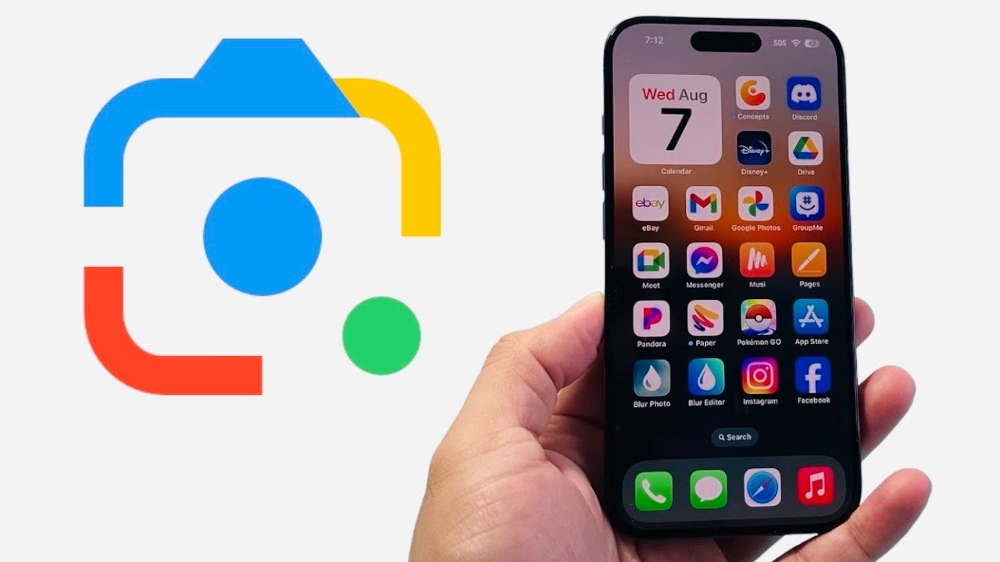 7:12
SOS
42
Wed Aug
7
Calendar
Concepts
Discord
Disney+
Disney+
Drive
ebay
eBay
Gmail
Google Photos
GroupMe
Meet
Messenger
Musi
Pages
Pandora
Paper
Pokémon GO
App Store
Blur Photo
Blur Editor
Instagram
Facebook
Search